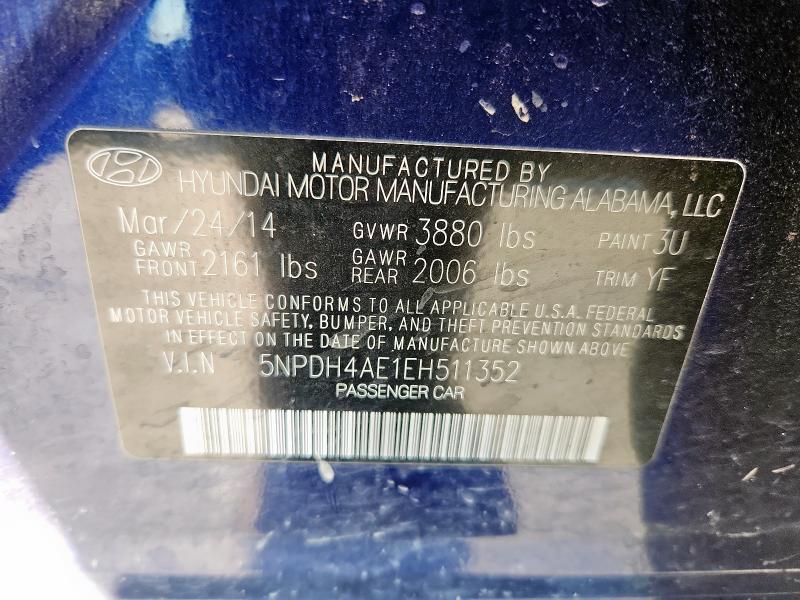 MANUFACTURED BY
HYUNDAI MOTOR MANUFACTURING ALABAMA, LLC
Mar/24/14 GVWR 3880 lbs PAINT 3U
GAWR FRONT 2161 lbs GAWR REAR 2006 lbs TRIM YF
THIS VEHICLE CONFORMS TO ALL APPLICABLE U.S.A. FEDERAL
MOTOR VEHICLE SAFETY, BUMPER, AND THEFT PREVENTION STANDARDS
IN EFFECT ON THE DATE OF MANUFACTURE SHOWN ABOVE
V.I.N 5NPDH4AE1EH511352
PASSENGER CAR